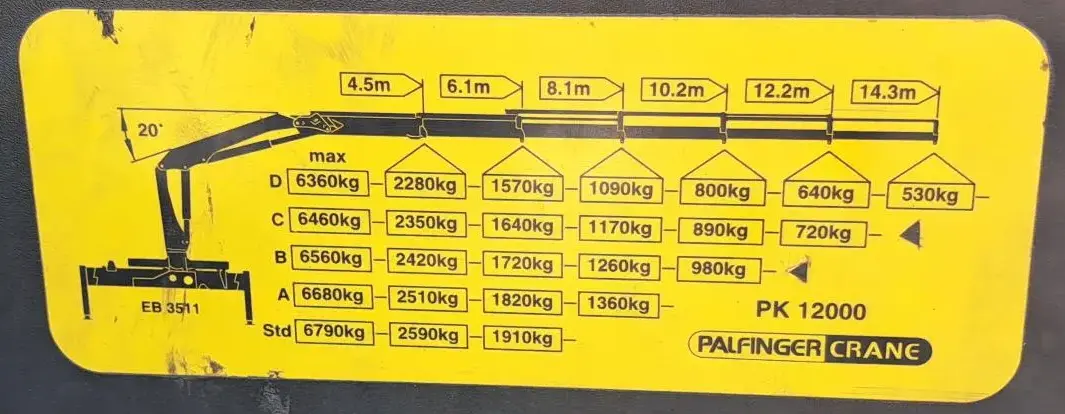 4.5m 6.1m 8.1m 10.2m 12.2m 14.3m
20°
max
D 6360kg 2280kg 1570kg 1090kg 800kg 640kg 530kg
C 6460kg 2350kg 1640kg 1170kg 890kg 720kg
B 6560kg 2420kg 1720kg 1260kg 980kg
A 6680kg 2510kg 1820kg 1360kg
Std 6790kg 2590kg 1910kg
EB 3511
PK 12000
PALFINGER CRANE